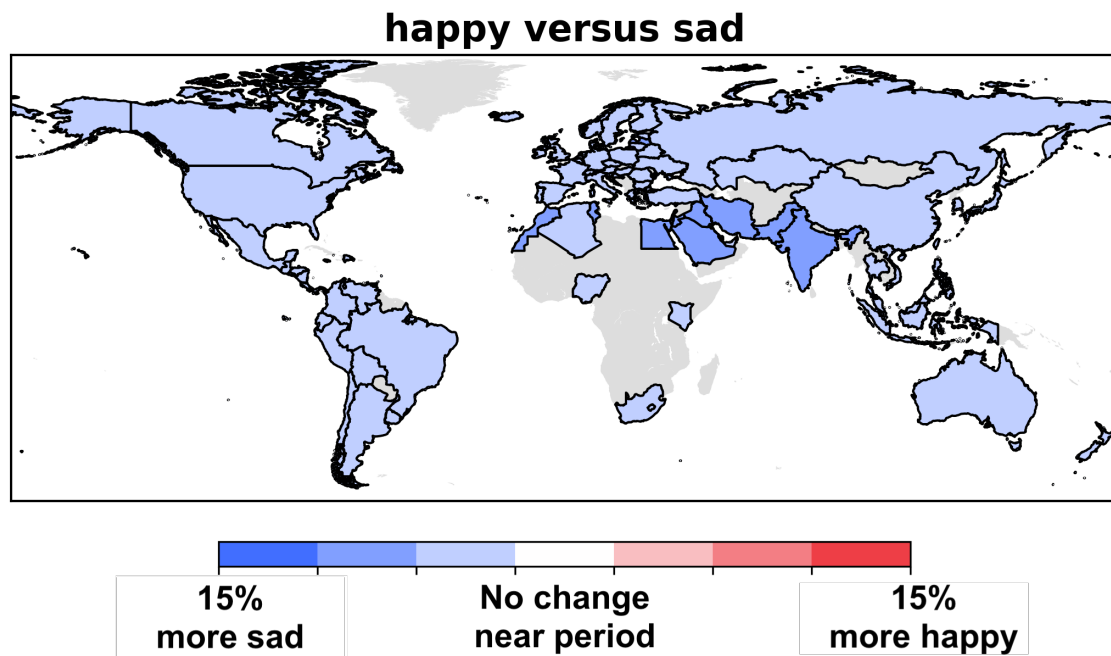 happy versus sad
15%
more sad
No change
near period
15%
more happy